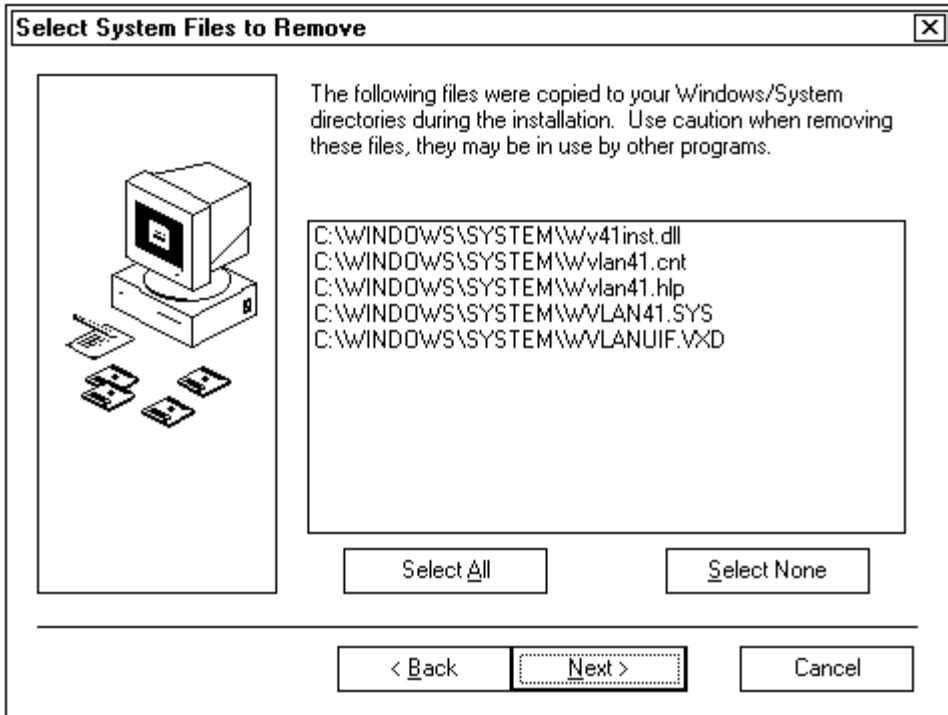 Select System Files to Remove
The following files were copied to your Windows/System
directories during the installation.  Use caution when removing
these files, they may be in use by other programs.
C:\WINDOWS\SYSTEM\Wv41inst.dll
C:\WINDOWS\SYSTEM\Wvlan41.cnt
C:\WINDOWS\SYSTEM\Wvlan41.hlp
C:\WINDOWS\SYSTEM\WVLAN41.SYS
C:\WINDOWS\SYSTEM\WVLANUIF.VXD
Select All
Select None
< Back
Next >
Cancel